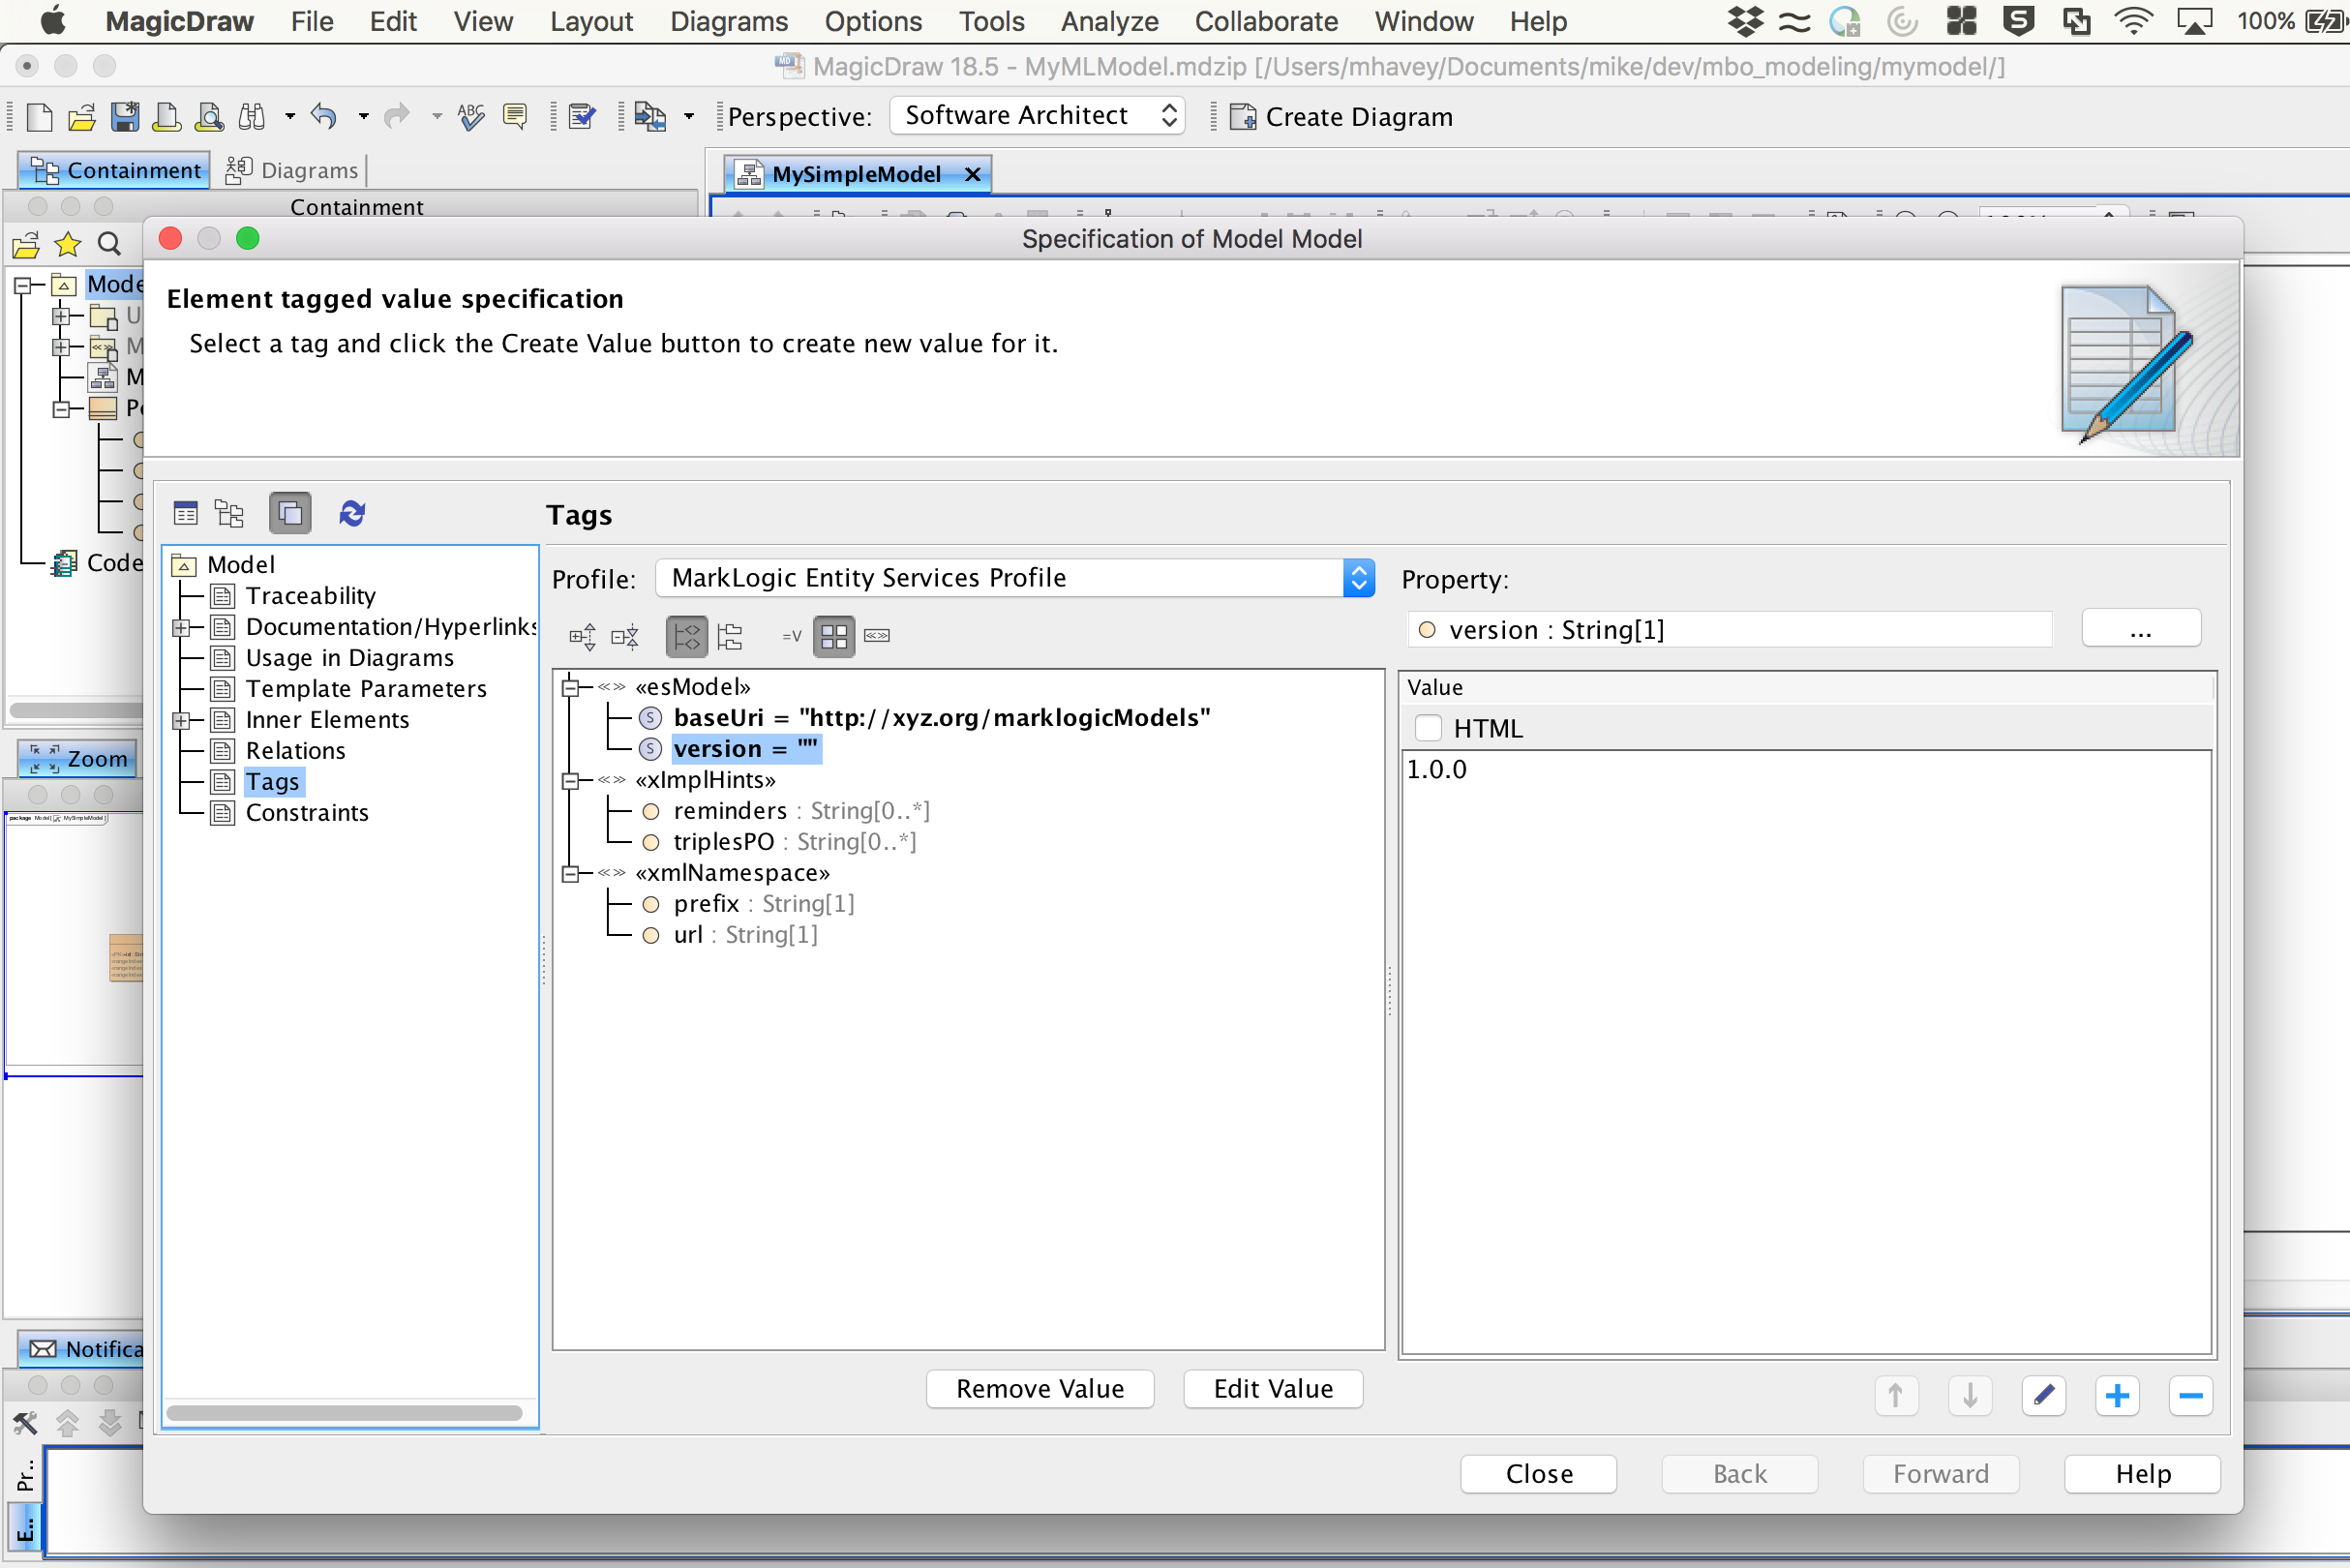 MagicDraw File Edit View Layout Diagrams Options Tools Analyze Collaborate Window Help 100%
MagicDraw 18.5 - MyMLModel.mdzip [/Users/mhavey/Documents/mike/dev/mbo_modeling/mymodel/]
Perspective: Software Architect Create Diagram
Containment Diagrams
MySimpleModel
Containment
Specification of Model Model
Element tagged value specification
Select a tag and click the Create Value button to create new value for it.
Mode
U
M
M
Pe
Code
Zoom
package Model [ MySimpleModel ]
Notifica
Pr..
E..
Model
Traceability
Documentation/Hyperlinks
Usage in Diagrams
Template Parameters
Inner Elements
Relations
Tags
Constraints
Tags
Profile: MarkLogic Entity Services Profile
=V
«esModel»
baseUri = "http://xyz.org/marklogicModels"
version = ""
«xImplHints»
reminders : String[0..*]
triplesPO : String[0..*]
«xmlNamespace»
prefix : String[1]
url : String[1]
Remove Value Edit Value
Property:
version : String[1] ...
Value
HTML
1.0.0
Close Back Forward Help